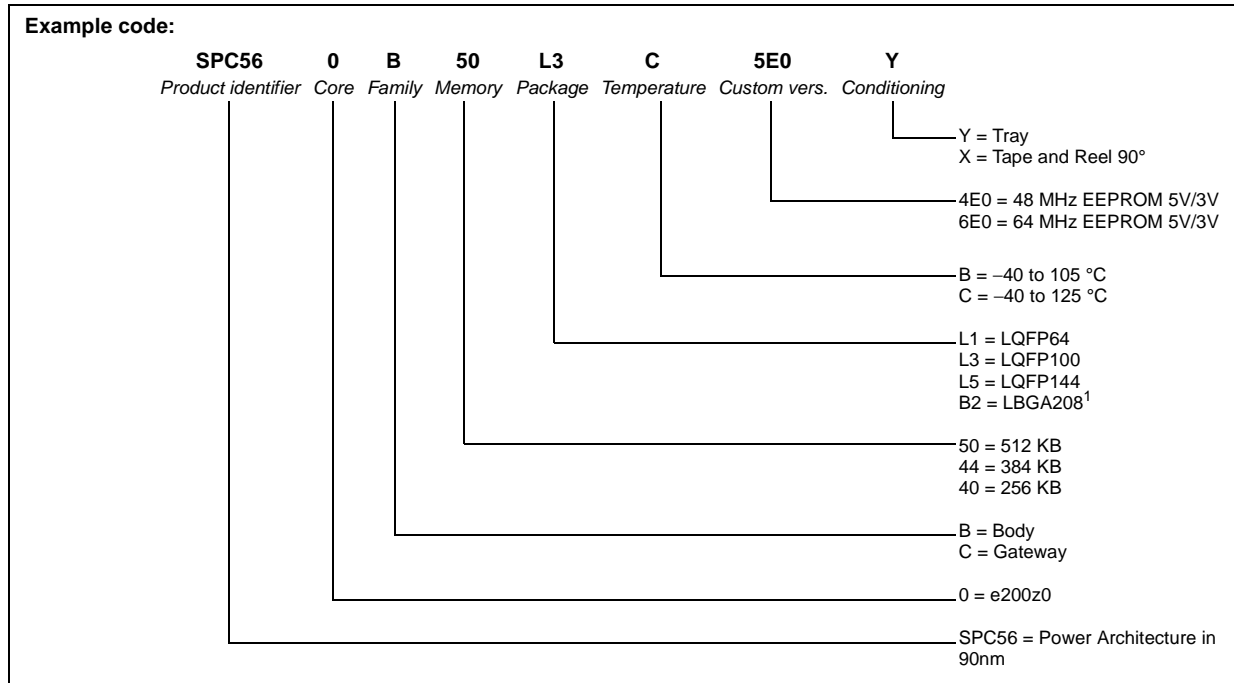 Example code:
SPC56 0 B 50 L3 C 5E0 Y
Product identifier Core Family Memory Package Temperature Custom vers. Conditioning
Y = Tray
X = Tape and Reel 90°
4E0 = 48 MHz EEPROM 5V/3V
6E0 = 64 MHz EEPROM 5V/3V
B = −40 to 105 °C
C = −40 to 125 °C
L1 = LQFP64
L3 = LQFP100
L5 = LQFP144
B2 = LBGA208¹
50 = 512 KB
44 = 384 KB
40 = 256 KB
B = Body
C = Gateway
0 = e200z0
SPC56 = Power Architecture in
90nm